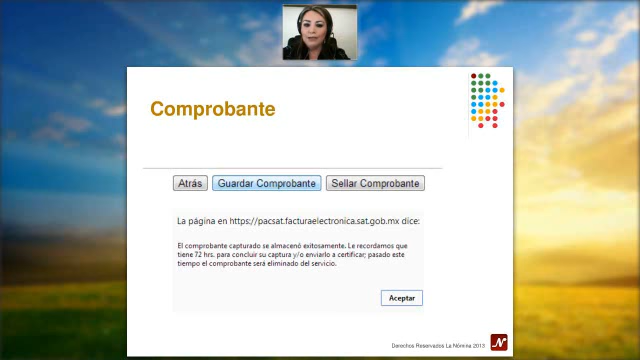 Comprobante
Atrás Guardar Comprobante Sellar Comprobante
La página en https://pacsat.facturaelectronica.sat.gob.mx dice:
El comprobante capturado se almacenó exitosamente. Le recordamos que
tiene 72 hrs. para concluir su captura y/o enviarlo a certificar; pasado este
tiempo el comprobante será eliminado del servicio.
Aceptar
Derechos Reservados La Nómina 2013
N